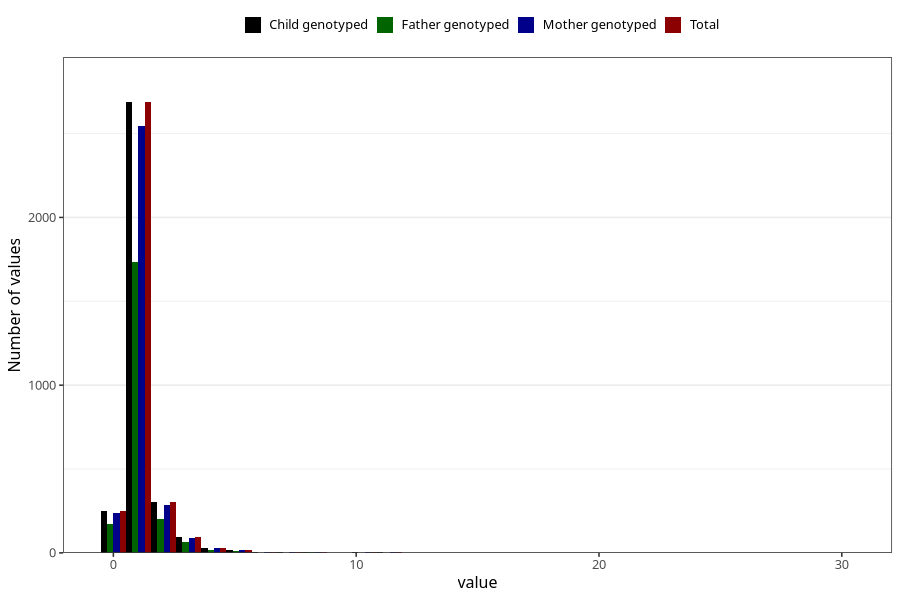 Child genotyped Father genotyped Mother genotyped Total
Number of values
2000
1000
0
0 10 20 30
value